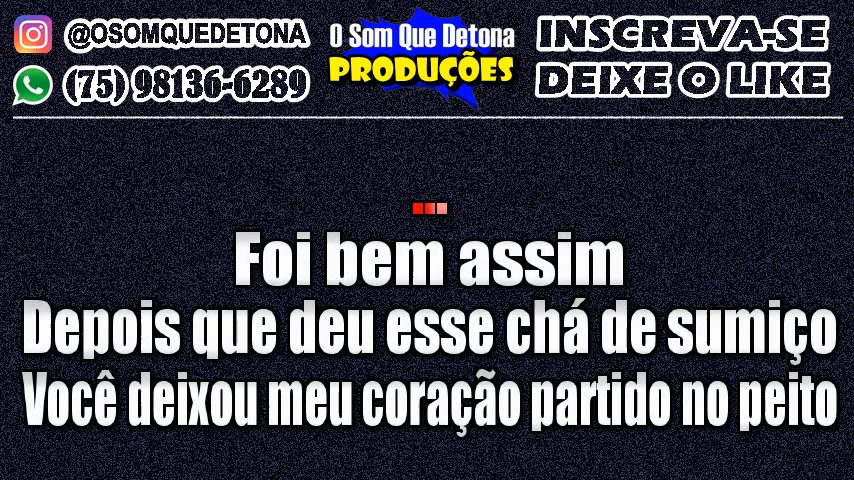 @OSOMQUEDETONA
(75) 98136-6289
O Som Que Detona
PRODUÇÕES
INSCREVA-SE
DEIXE O LIKE
Foi bem assim
Depois que deu esse chá de sumiço
Você deixou meu coração partido no peito